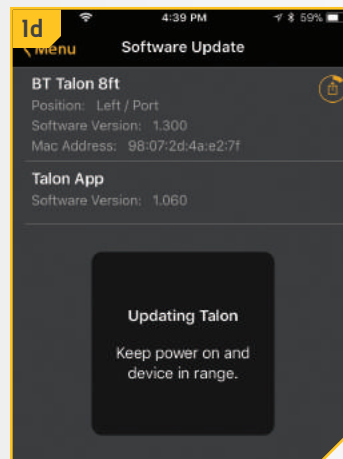 1d
4:39 PM
59%
Menu
Software Update
BT Talon 8ft
Position: Left / Port
Software Version: 1.300
Mac Address: 98:07:2d:4a:e2:7f
Talon App
Software Version: 1.060
Updating Talon
Keep power on and
device in range.